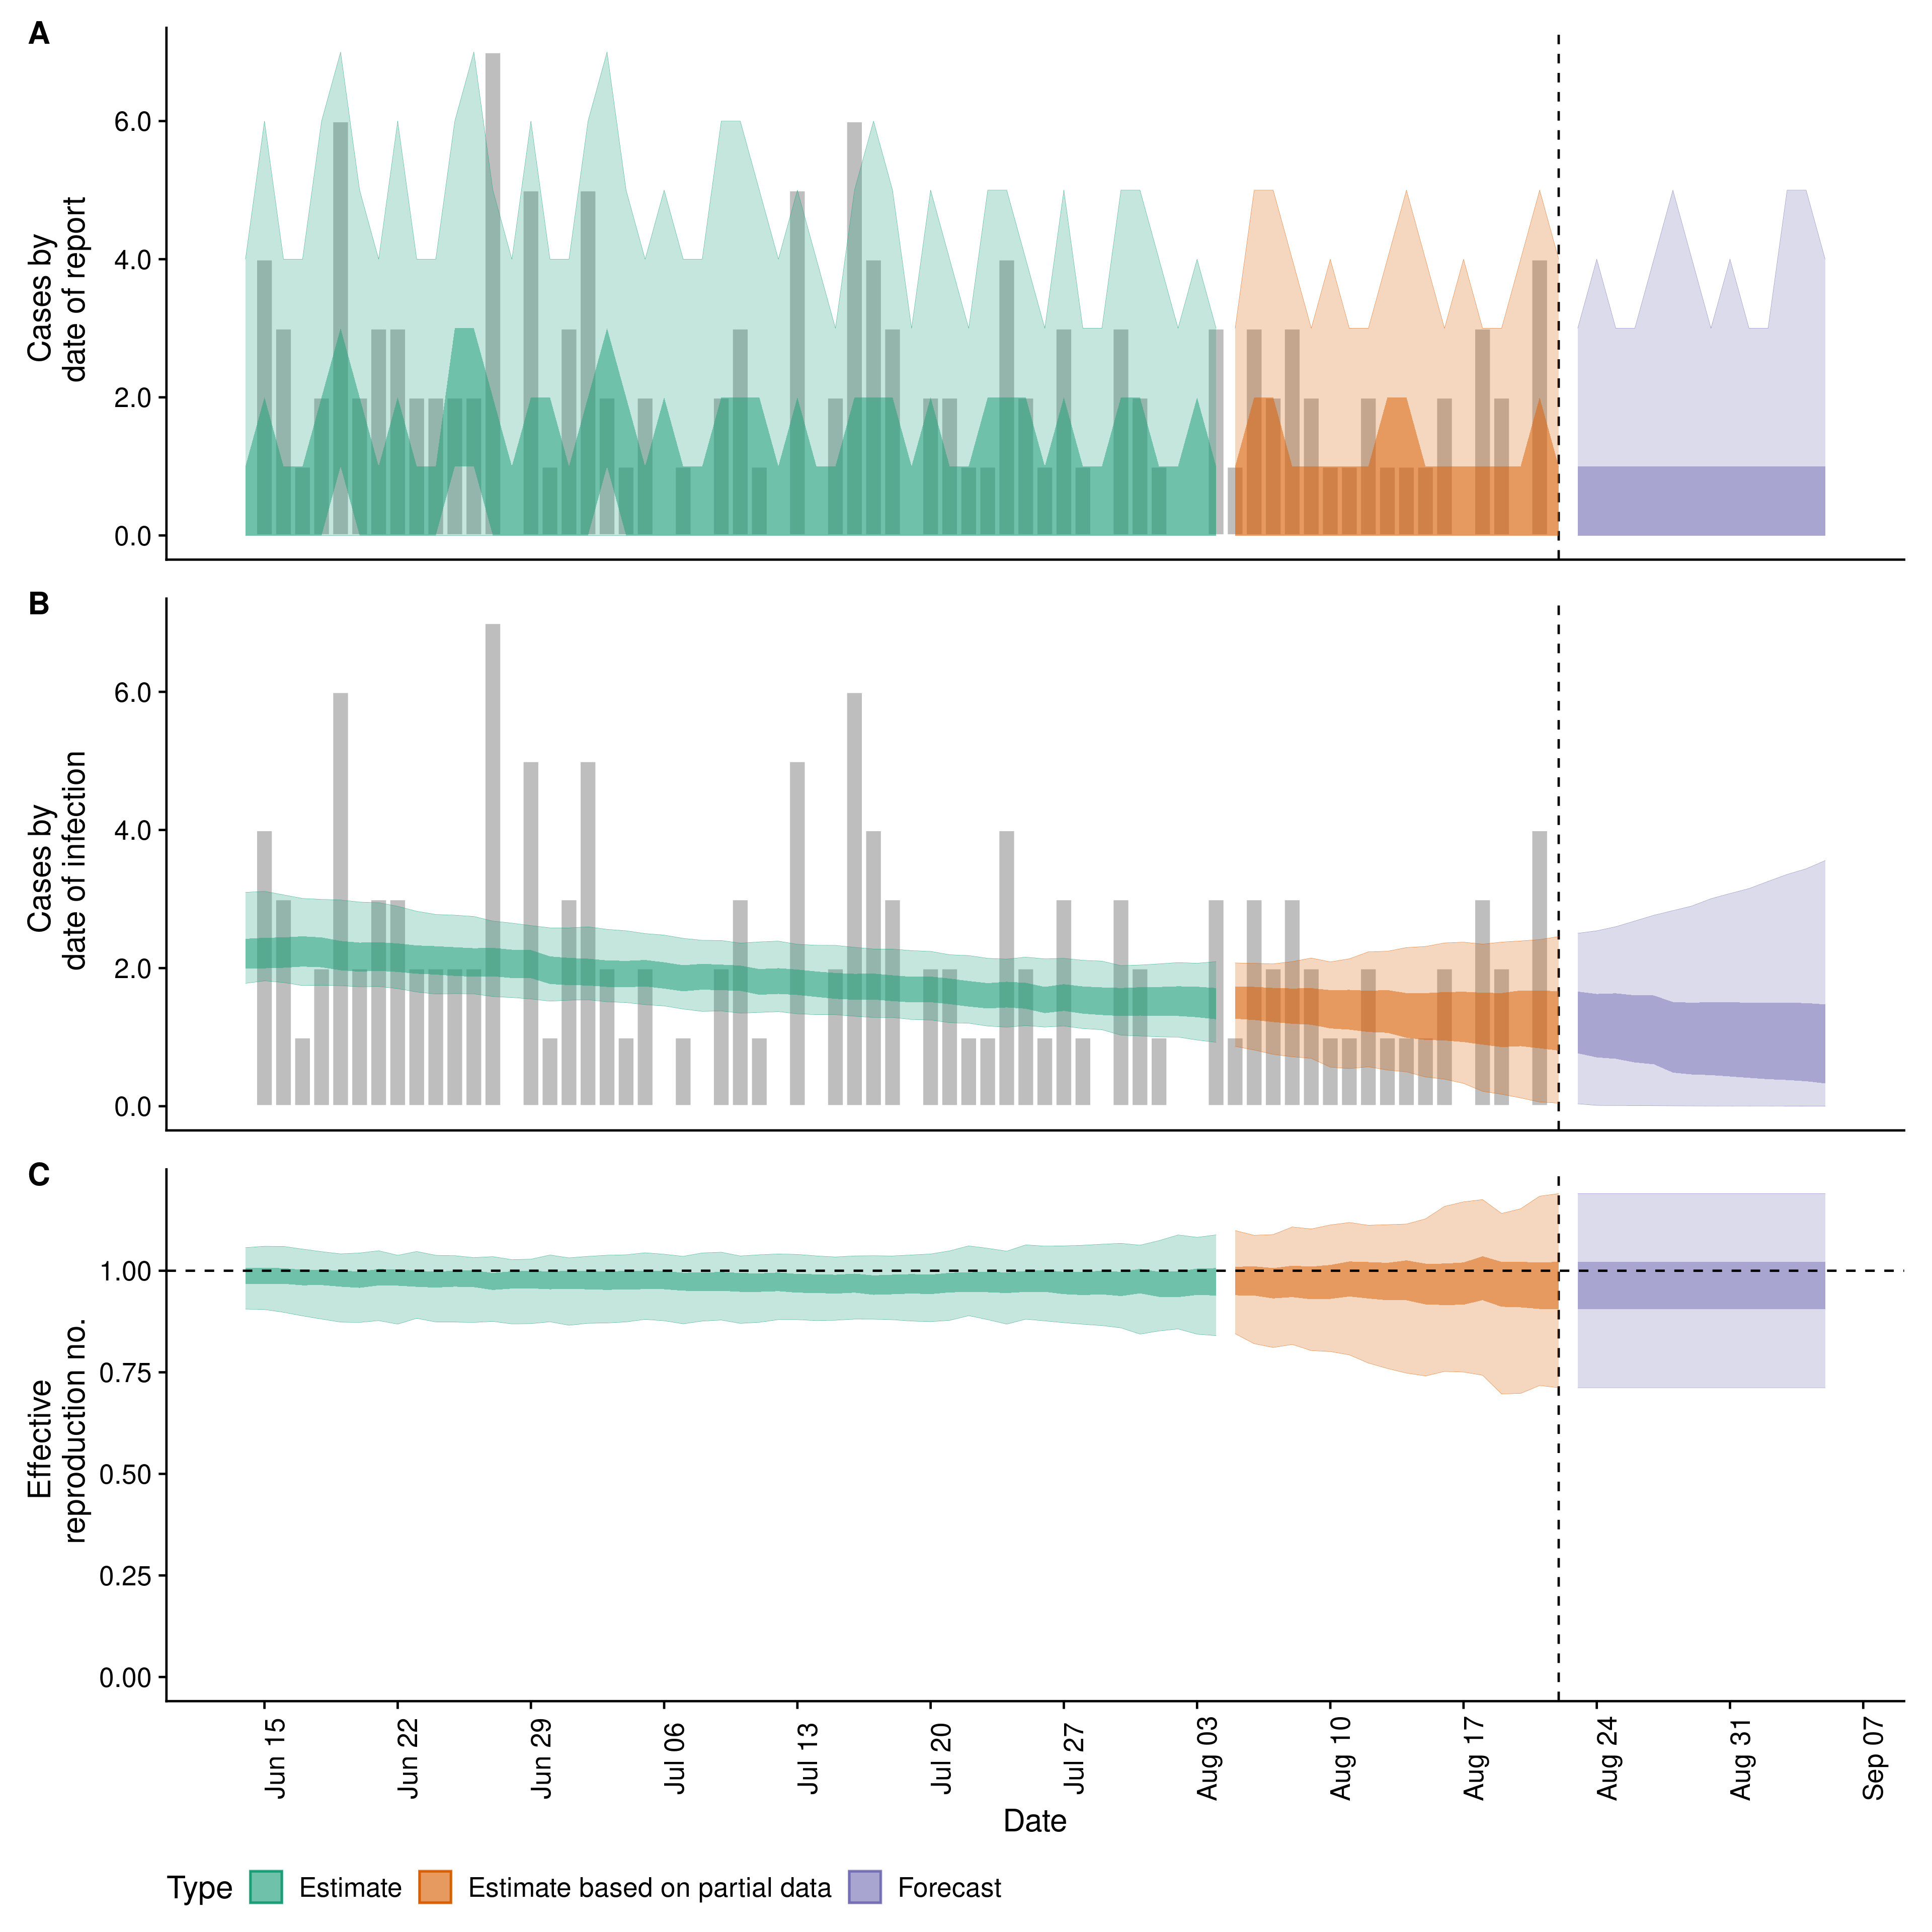 A
Cases by
date of report
6.0
4.0
2.0
0.0
B
Cases by
date of infection
6.0
4.0
2.0
0.0
C
Effective
reproduction no.
1.00
0.75
0.50
0.25
0.00
Jun 15
Jun 22
Jun 29
Jul 06
Jul 13
Jul 20
Jul 27
Aug 03
Aug 10
Aug 17
Aug 24
Aug 31
Sep 07
Date
Type Estimate Estimate based on partial data Forecast